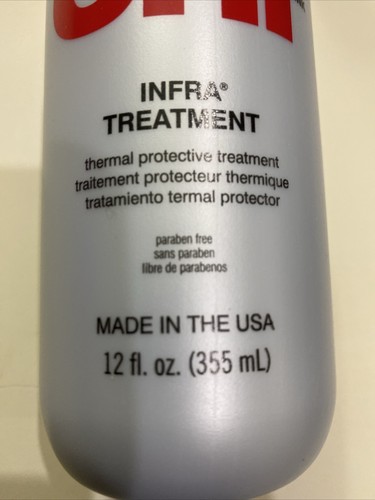 CHI
INFRA®
TREATMENT
thermal protective treatment
traitement protecteur thermique
tratamiento termal protector
paraben free
sans paraben
libre de parabenos
MADE IN THE USA
12 fl. oz. (355 mL)